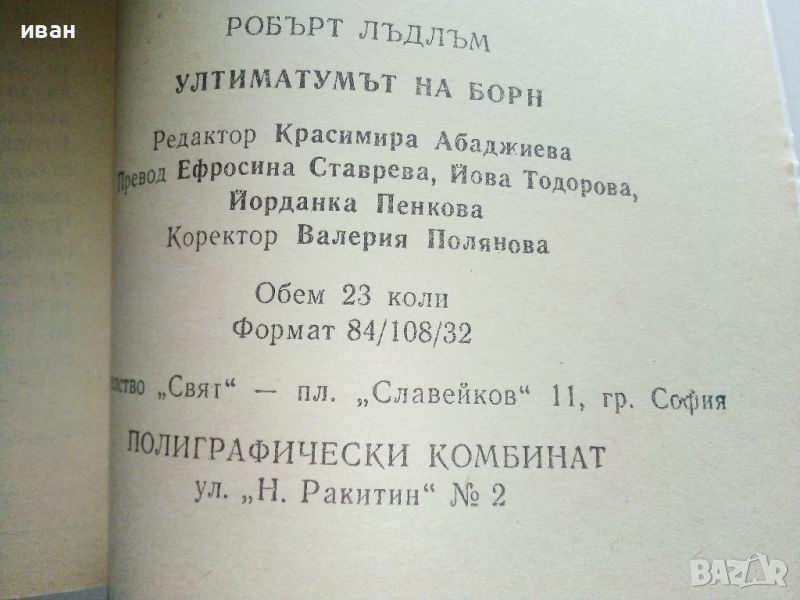 иван
РОБЪРТ ЛЪДЛЪМ
УЛТИМАТУМЪТ НА БОРН
Редактор Красимира Абаджиева
Превод Ефросина Ставрева, Йова Тодорова,
Йорданка Пенкова
Коректор Валерия Полянова
Обем 23 коли
Формат 84/108/32
„Свят“ — пл. „Славейков“ 11, гр. София
ПОЛИГРАФИЧЕСКИ КОМБИНАТ
ул. „Н. Ракитин“ № 2
BAZAR